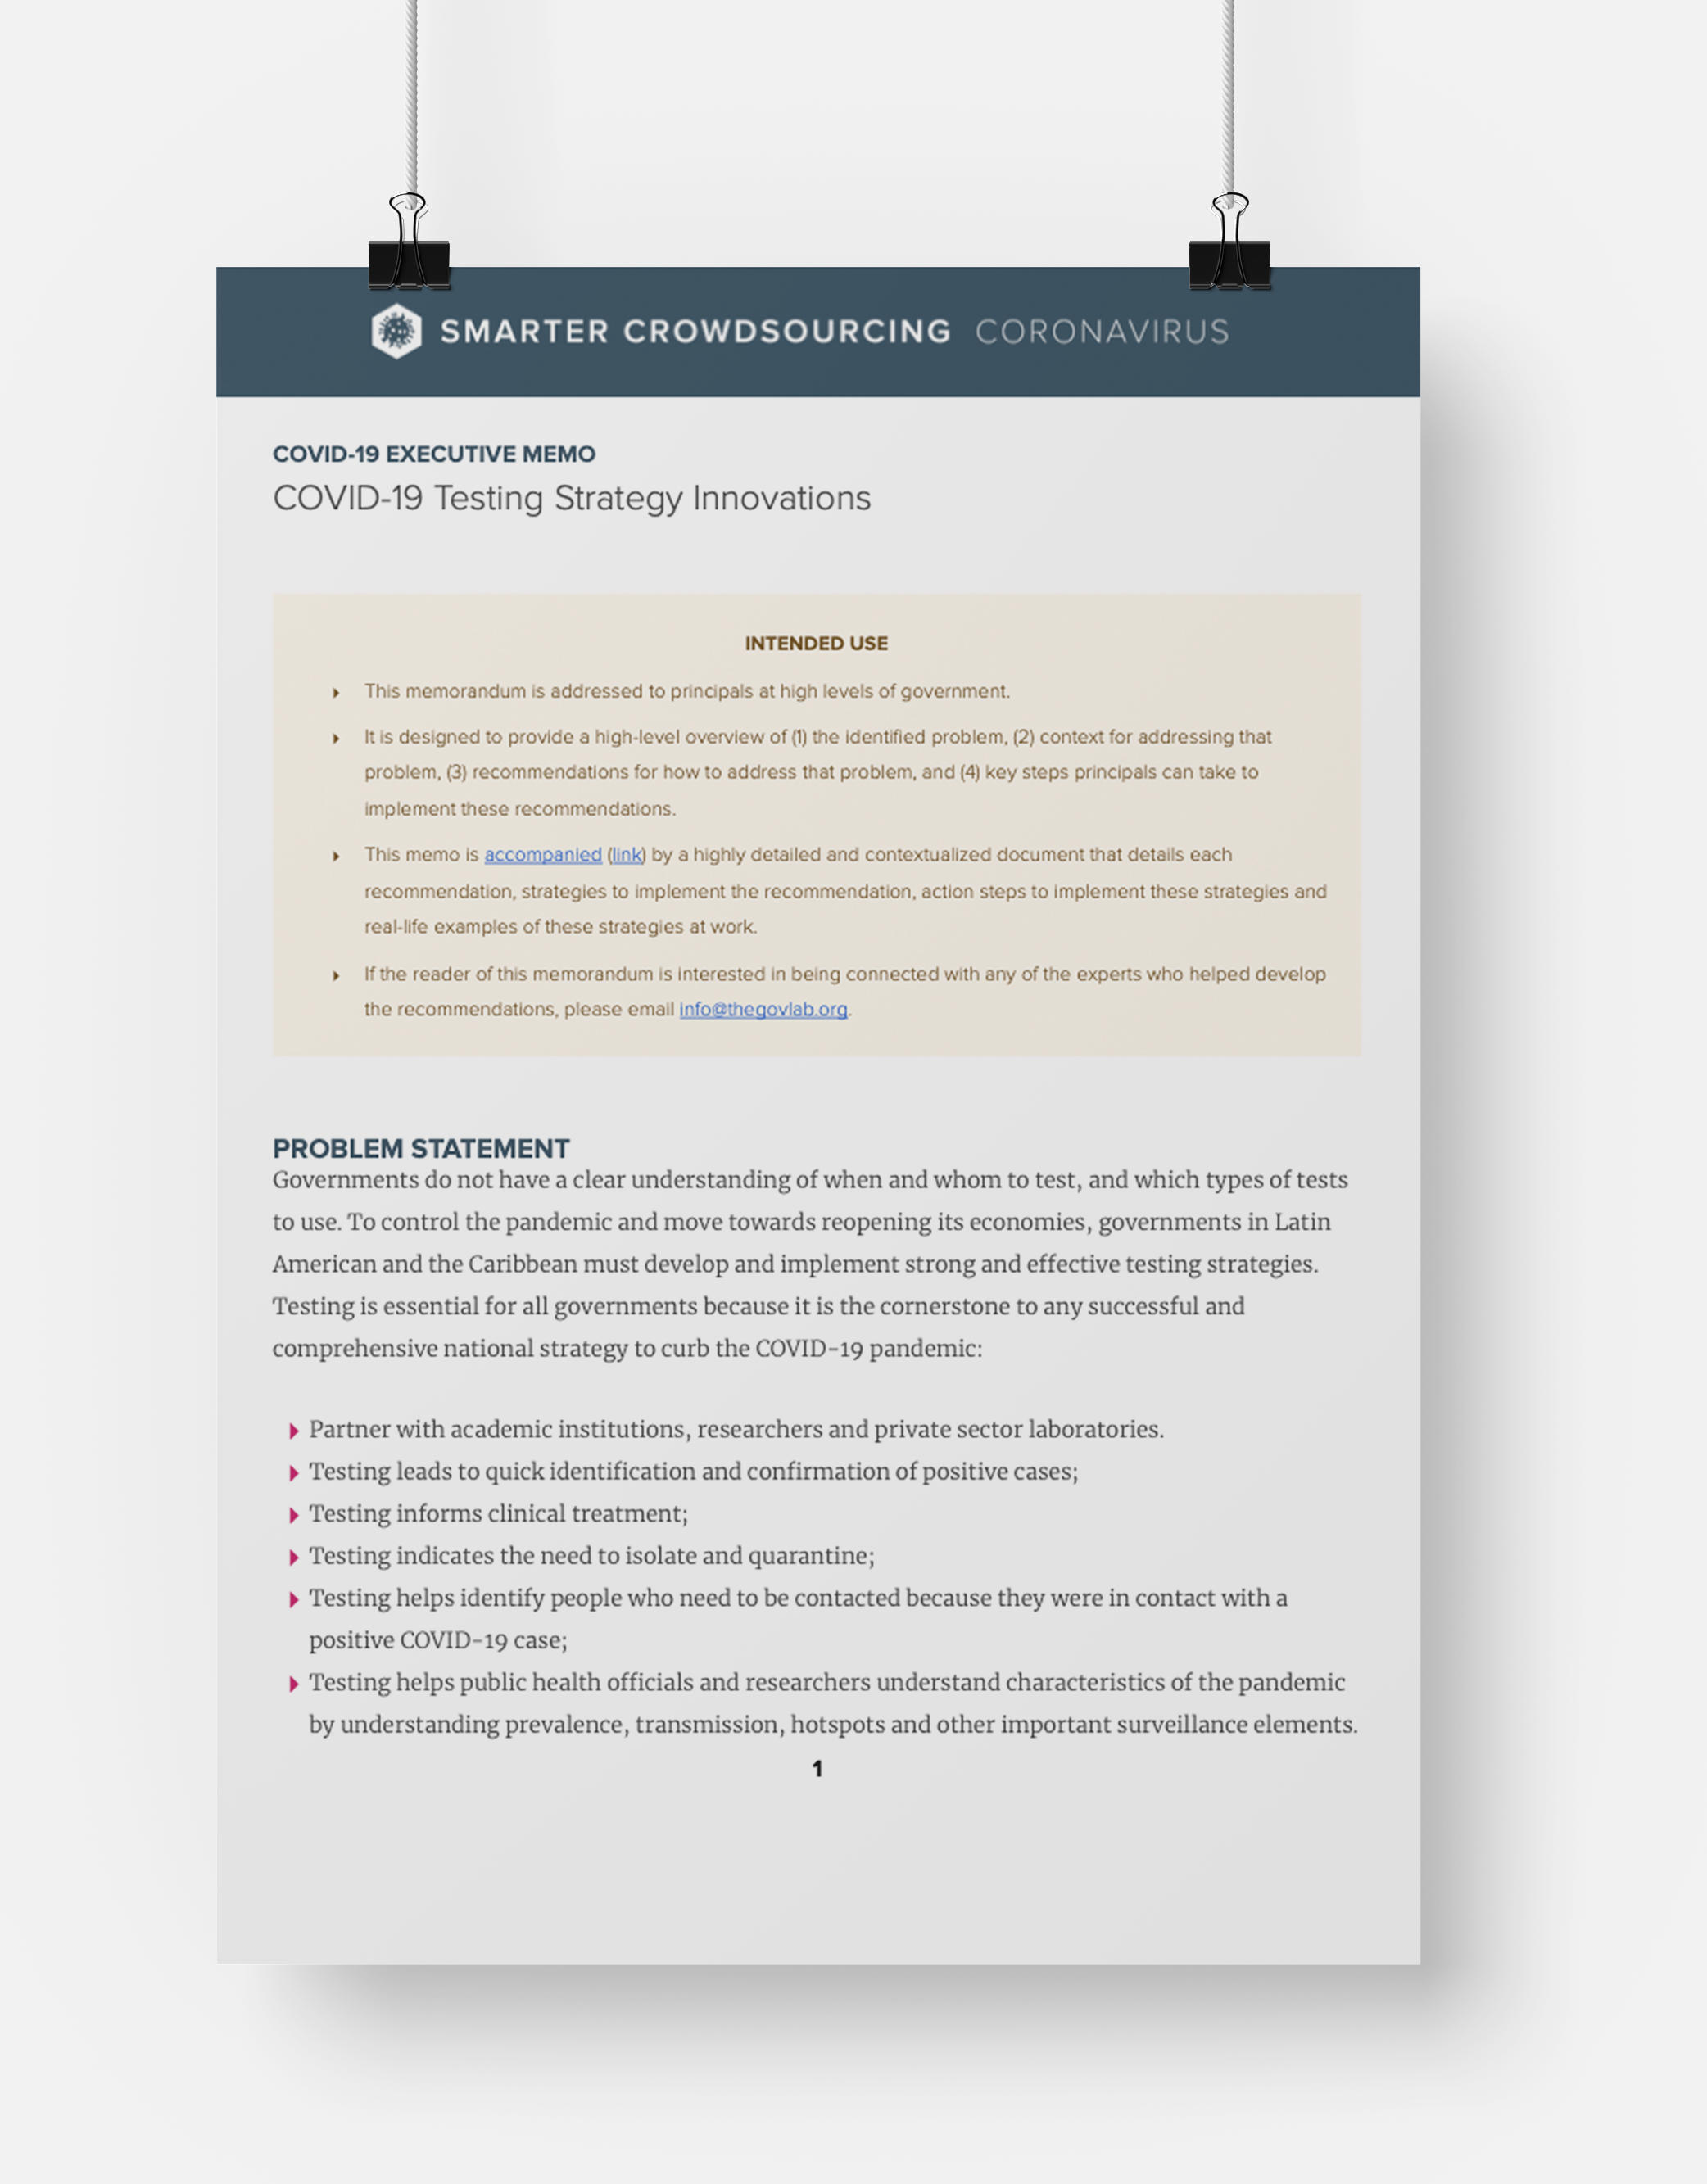 SMARTER CROWDSOURCING CORONAVIRUS
COVID-19 EXECUTIVE MEMO
COVID-19 Testing Strategy Innovations
INTENDED USE
This memorandum is addressed to principals at high levels of government.
It is designed to provide a high-level overview of (1) the identified problem, (2) context for addressing that
problem, (3) recommendations for how to address that problem, and (4) key steps principals can take to
implement these recommendations.
This memo is accompanied (link) by a highly detailed and contextualized document that details each
recommendation, strategies to implement the recommendation, action steps to implement these strategies and
real-life examples of these strategies at work.
If the reader of this memorandum is interested in being connected with any of the experts who helped develop
the recommendations, please email info@thegovlab.org.
PROBLEM STATEMENT
Governments do not have a clear understanding of when and whom to test, and which types of tests
to use. To control the pandemic and move towards reopening its economies, governments in Latin
American and the Caribbean must develop and implement strong and effective testing strategies.
Testing is essential for all governments because it is the cornerstone to any successful and
comprehensive national strategy to curb the COVID-19 pandemic:
Partner with academic institutions, researchers and private sector laboratories.
Testing leads to quick identification and confirmation of positive cases;
Testing informs clinical treatment;
Testing indicates the need to isolate and quarantine;
Testing helps identify people who need to be contacted because they were in contact with a
positive COVID-19 case;
Testing helps public health officials and researchers understand characteristics of the pandemic
by understanding prevalence, transmission, hotspots and other important surveillance elements.
1